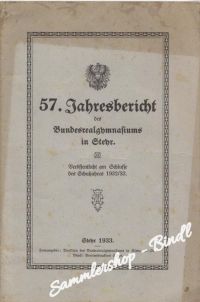 57. Jahresbericht
des
Bundesrealgymnasiums
in Steyr.
Veröffentlicht am Schlusse
des Schuljahres 1932/33.
Steyr 1933.
Sammlershop - Bindl